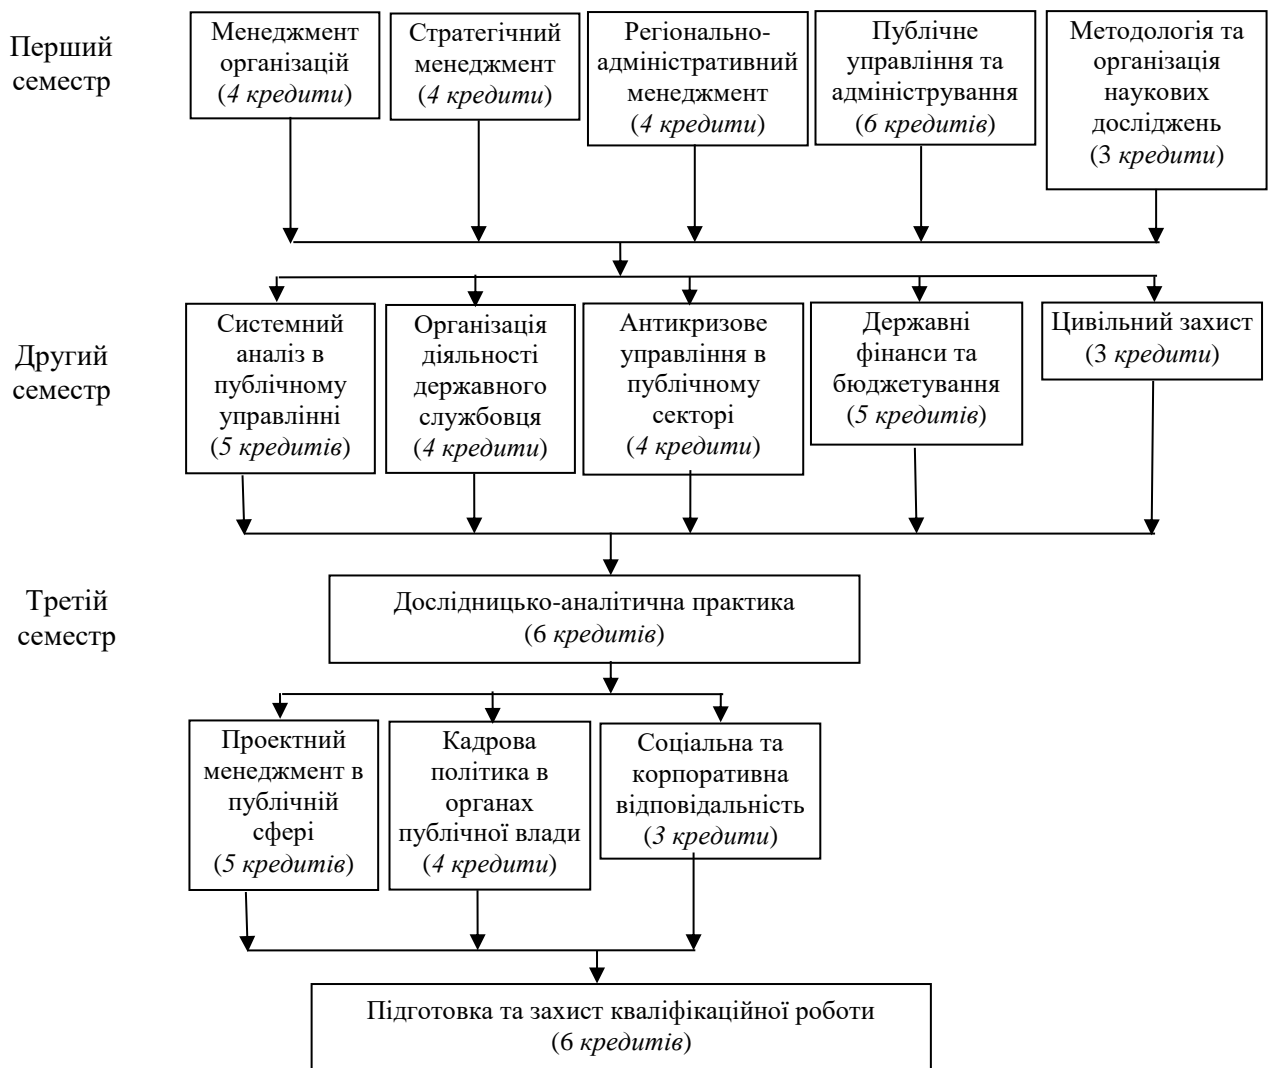 Перший
семестр
Менеджмент
організацій
(4 кредити)
Стратегічний
менеджмент
(4 кредити)
Регіонально-
адміністративний
менеджмент
(4 кредити)
Публічне
управління та
адміністрування
(6 кредитів)
Методологія та
організація
наукових
досліджень
(3 кредити)
Другий
семестр
Системний
аналіз в
публічному
управлінні
(5 кредитів)
Організація
діяльності
державного
службовця
(4 кредити)
Антикризове
управління в
публічному
секторі
(4 кредити)
Державні
фінанси та
бюджетування
(5 кредитів)
Цивільний захист
(3 кредити)
Третій
семестр
Дослідницько-аналітична практика
(6 кредитів)
Проектний
менеджмент в
публічній
сфері
(5 кредитів)
Кадрова
політика в
органах
публічної влади
(4 кредити)
Соціальна та
корпоративна
відповідальність
(3 кредити)
Підготовка та захист кваліфікаційної роботи
(6 кредитів)